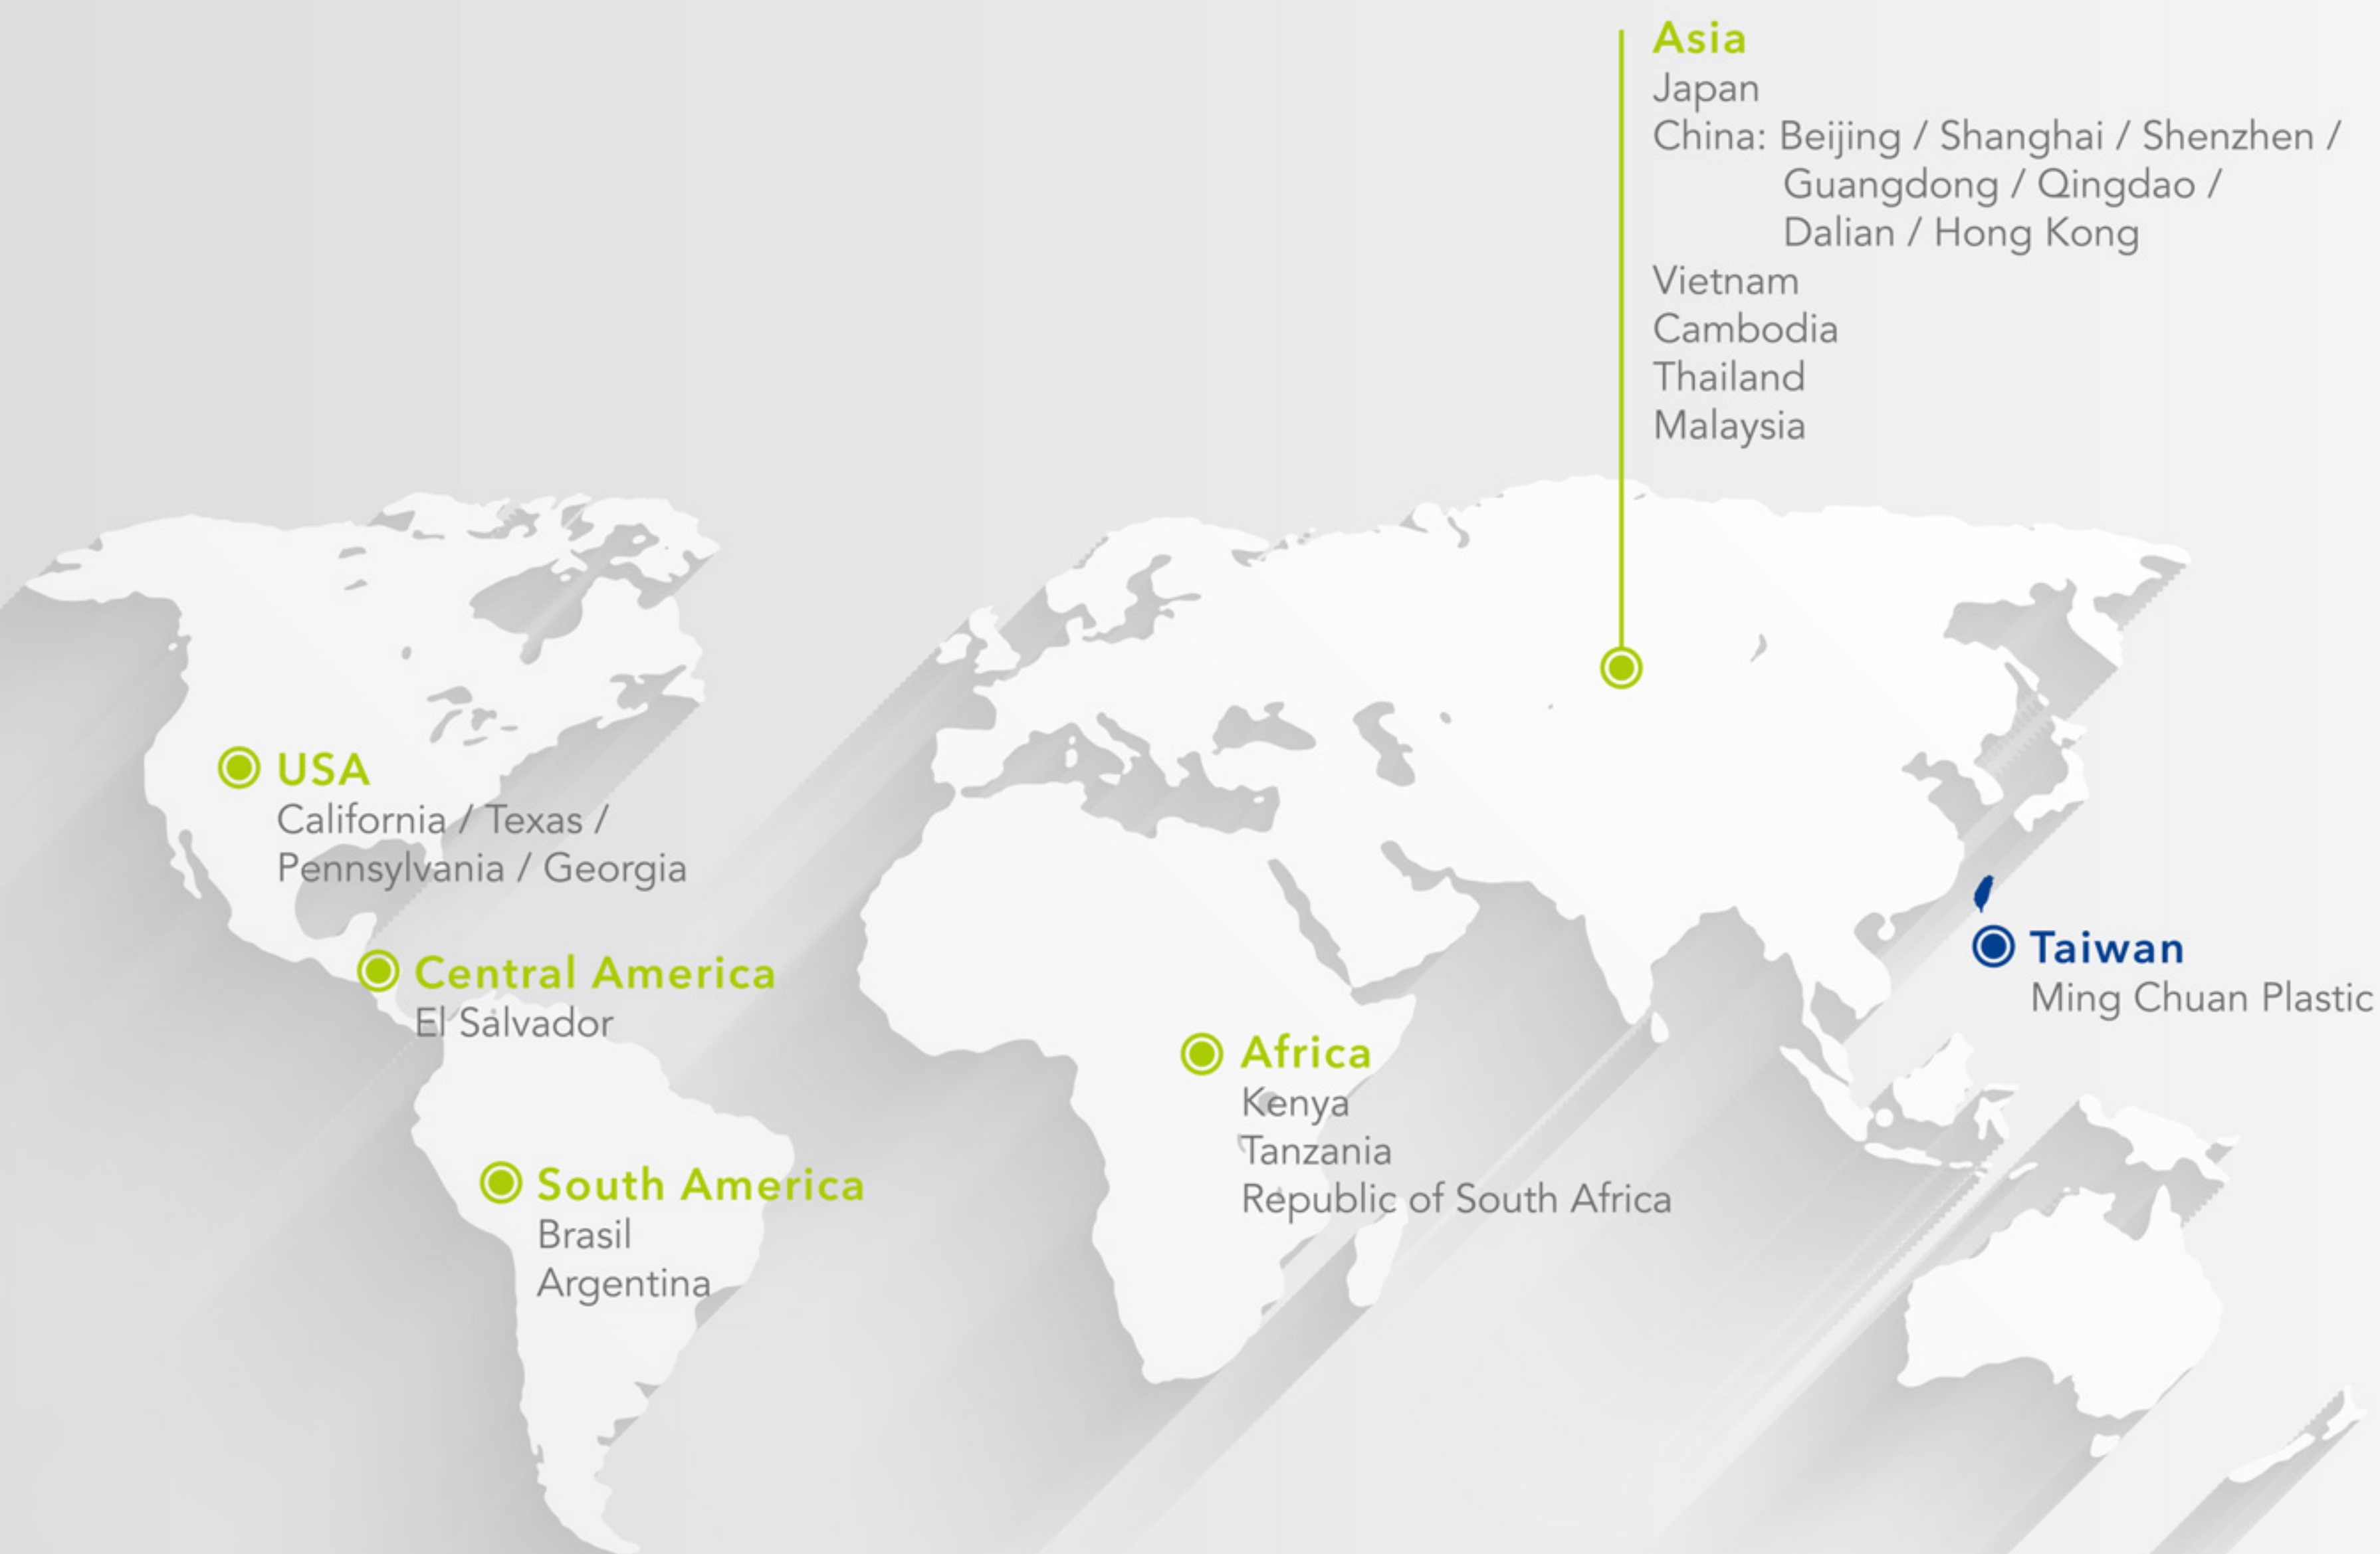 Asia
Japan
China: Beijing / Shanghai / Shenzhen /
Guangdong / Qingdao /
Dalian / Hong Kong
Vietnam
Cambodia
Thailand
Malaysia
USA
California / Texas /
Pennsylvania / Georgia
Central America
El Salvador
South America
Brasil
Argentina
Africa
Kenya
Tanzania
Republic of South Africa
Taiwan
Ming Chuan Plastic